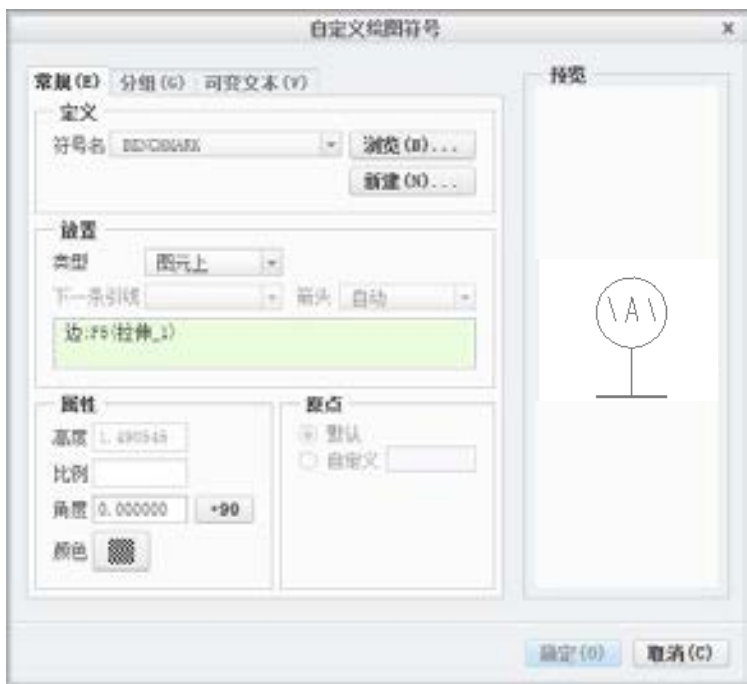 自定义绘图符号
常规(E) 分组(G) 可变文本(V)
预览
定义
符号名 BENCHMARK 浏览(B)...
新建(N)...
放置
类型 图元上
下一条引线 箭头 自动
边:F5(拉伸_1)
\A\
属性
原点
高度 1.490545
默认
比例
自定义
角度 0.000000 +90
颜色
确定(O) 取消(C)